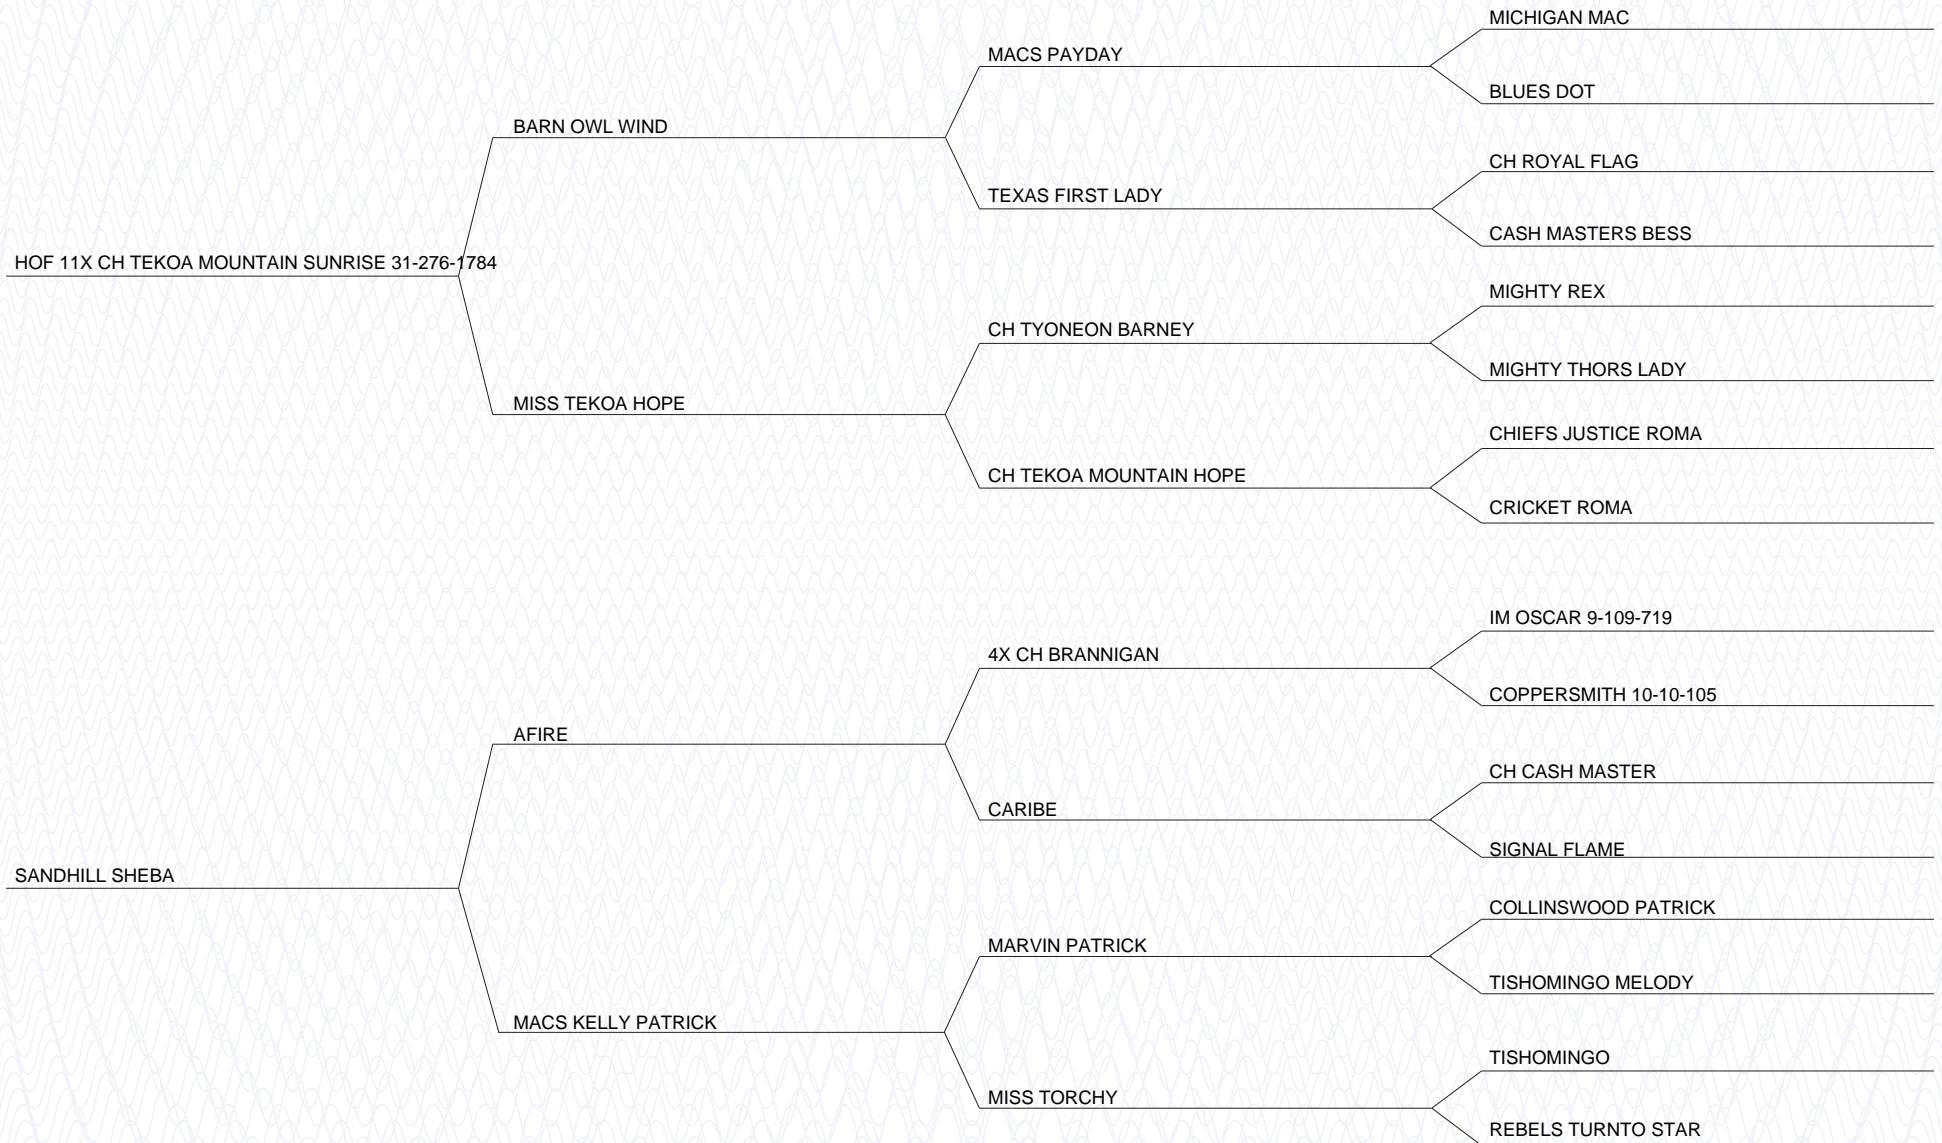 MICHIGAN MAC
MACS PAYDAY
BLUES DOT
BARN OWL WIND
CH ROYAL FLAG
TEXAS FIRST LADY
CASH MASTERS BESS
HOF 11X CH TEKOA MOUNTAIN SUNRISE 31-276-1784
MIGHTY REX
CH TYONEON BARNEY
MIGHTY THORS LADY
MISS TEKOA HOPE
CHIEFS JUSTICE ROMA
CH TEKOA MOUNTAIN HOPE
CRICKET ROMA
IM OSCAR 9-109-719
4X CH BRANNIGAN
COPPERSMITH 10-10-105
AFIRE
CH CASH MASTER
CARIBE
SIGNAL FLAME
SANDHILL SHEBA
COLLINSWOOD PATRICK
MARVIN PATRICK
TISHOMINGO MELODY
MACS KELLY PATRICK
TISHOMINGO
MISS TORCHY
REBELS TURNTO STAR